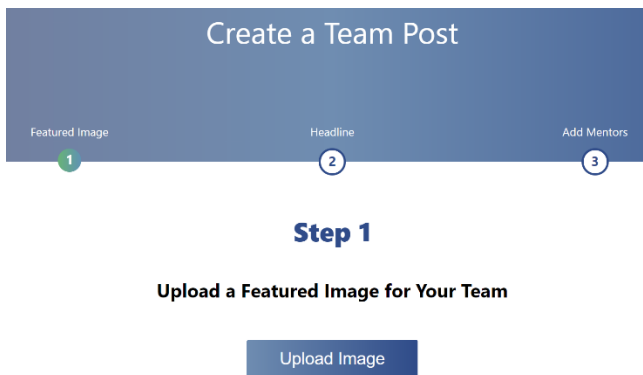 Create a Team Post
Featured Image
Headline
Add Mentors
1
2
3
Step 1
Upload a Featured Image for Your Team
Upload Image